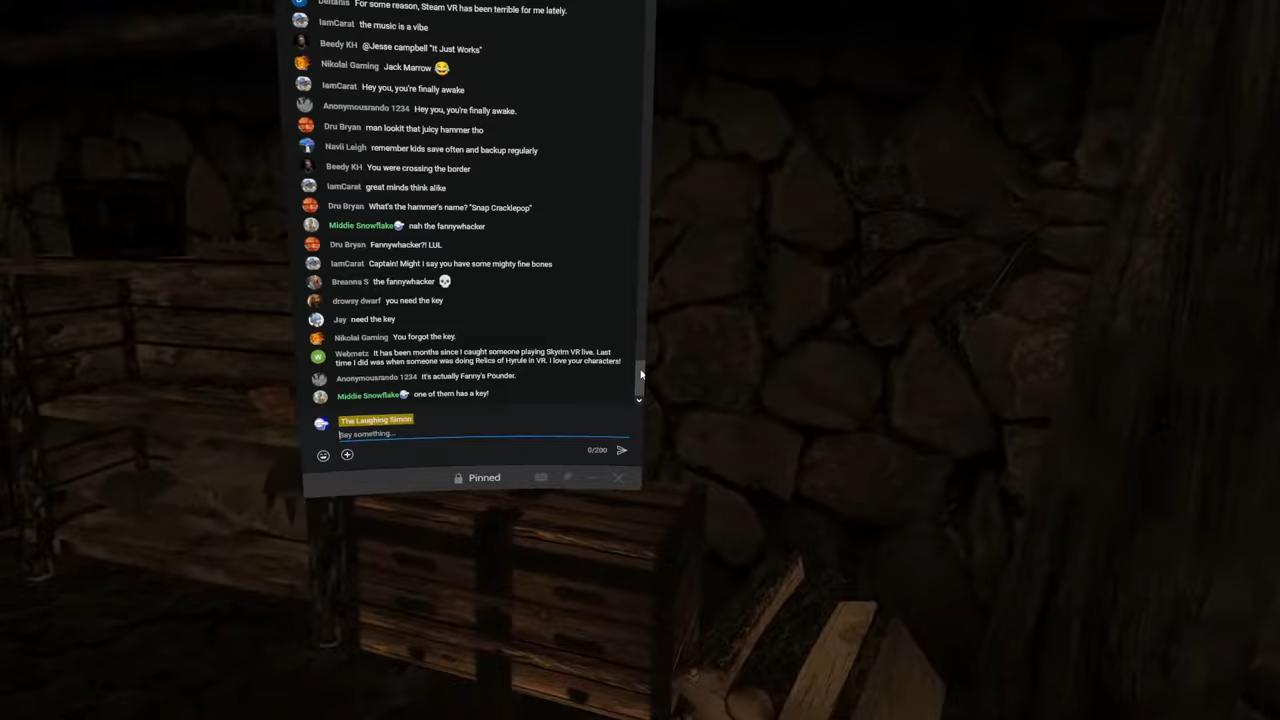 Deltanis For some reason, Steam VR has been terrible for me lately.
IamCarat the music is a vibe
Beedy KH @Jesse campbell "It Just Works"
Nikolai Gaming Jack Marrow 😂
IamCarat Hey you, you're finally awake
Anonymousrando 1234 Hey you, you're finally awake.
Dru Bryan man lookit that juicy hammer tho
Navii Leigh remember kids save often and backup regularly
Beedy KH You were crossing the border
IamCarat great minds think alike
Dru Bryan What's the hammer's name? "Snap Cracklepop"
Middie Snowflake nah the fannywhacker
Dru Bryan Fannywhacker?! LUL
IamCarat Captain! Might I say you have some mighty fine bones
Breanna S the fannywhacker 💀
drowsy dwarf you need the key
Jay need the key
Nikolai Gaming You forgot the key.
W
Webmetz It has been months since I caught someone playing Skyrim VR live. Last
time I did was when someone was doing Relics of Hyrule in VR. I love your characters!
Anonymousrando 1234 It's actually Fanny's Pounder.
Middie Snowflake one of them has a key!
The Laughing Simon
Say something...
0/200
Pinned